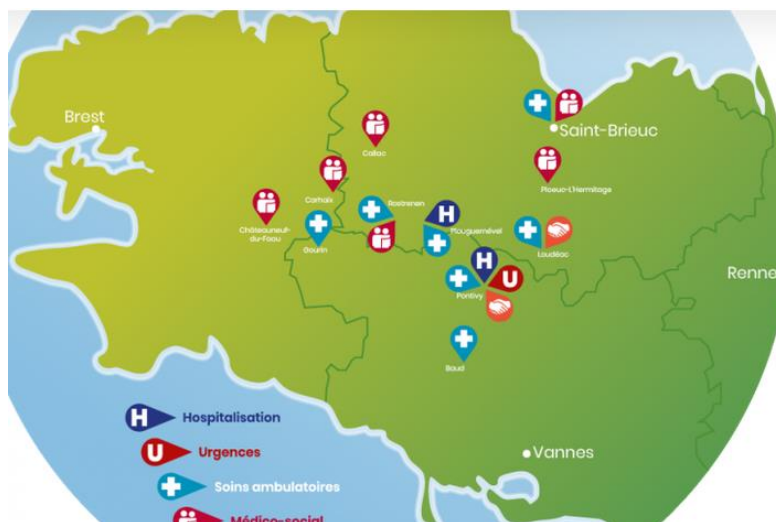 Brest
Saint-Brieuc
Callac
Carhaix
Ploeuc-L'Hermitage
Châteauneuf-
du-Faou
Rostrenen
Gourin
H
Plouguernével
Loudéac
H
U
Pontivy
Renne
Baud
H Hospitalisation
U Urgences
Vannes
Soins ambulatoires
Médico-social